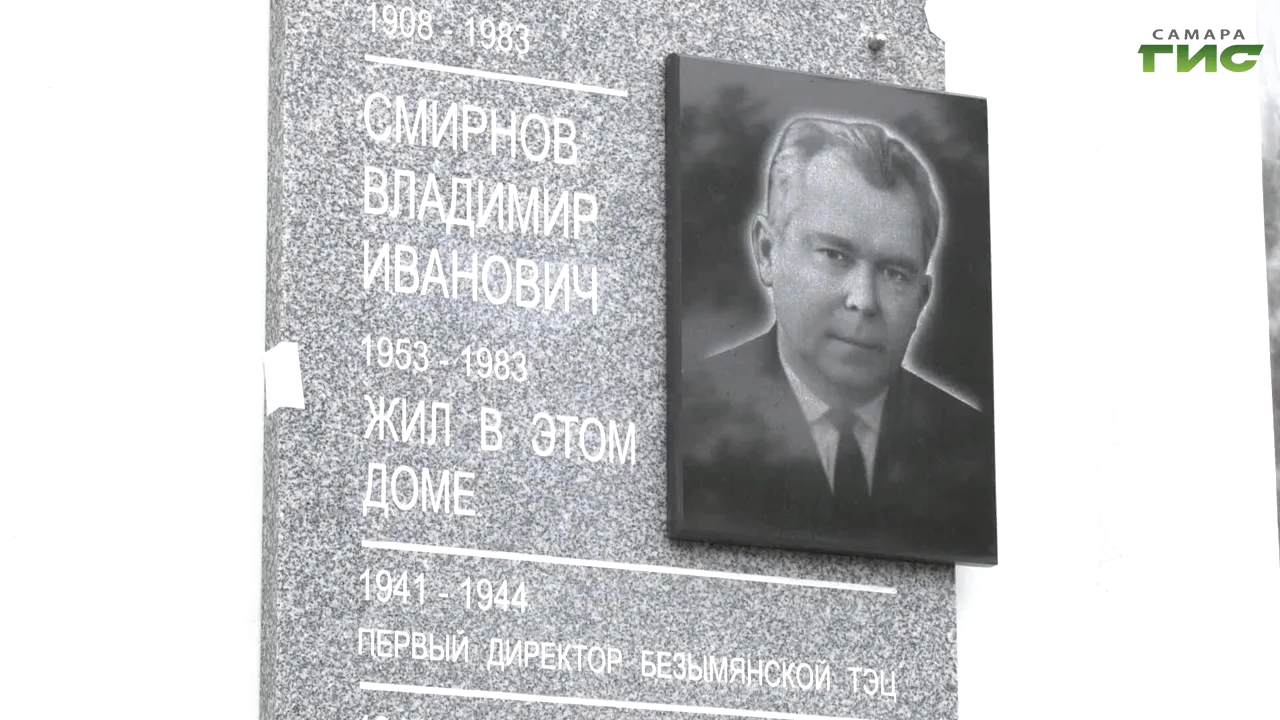 1908 - 1983
СМИРНОВ
ВЛАДИМИР
ИВАНОВИЧ
1953 - 1983
ЖИЛ В ЭТОМ
ДОМЕ
1941 - 1944
ПЕРВЫЙ ДИРЕКТОР БЕЗЫМЯНСКОЙ ТЭЦ
САМАРА
ГИС